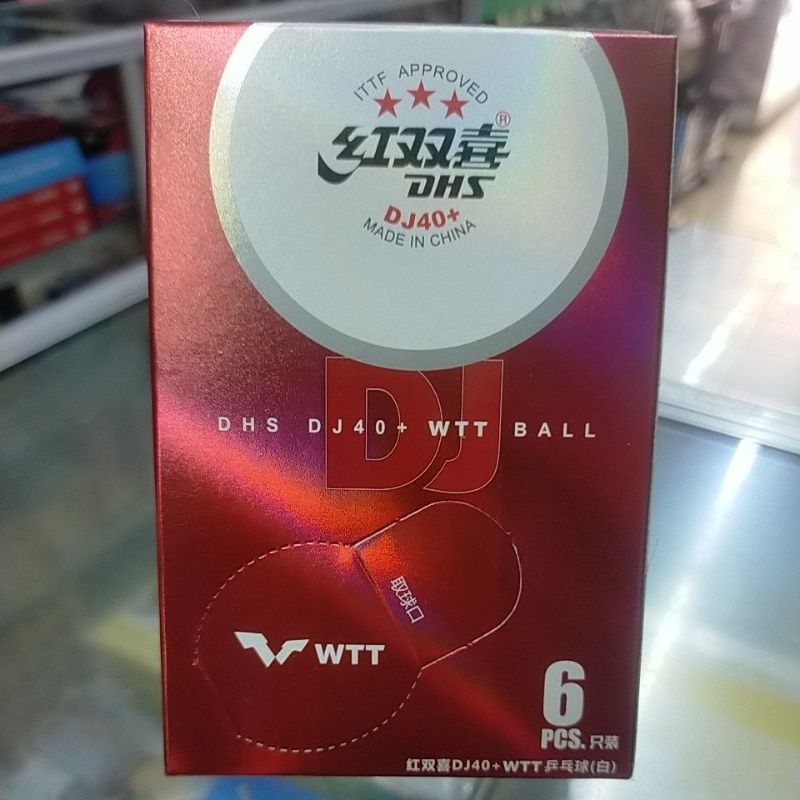 ITTF APPROVED
红双喜®
DHS
DJ40+
MADE IN CHINA
DJ
DHS DJ40+ WTT BALL
取球口
WTT
6
PCS. 只装
红双喜DJ40+WTT乒乓球(白)